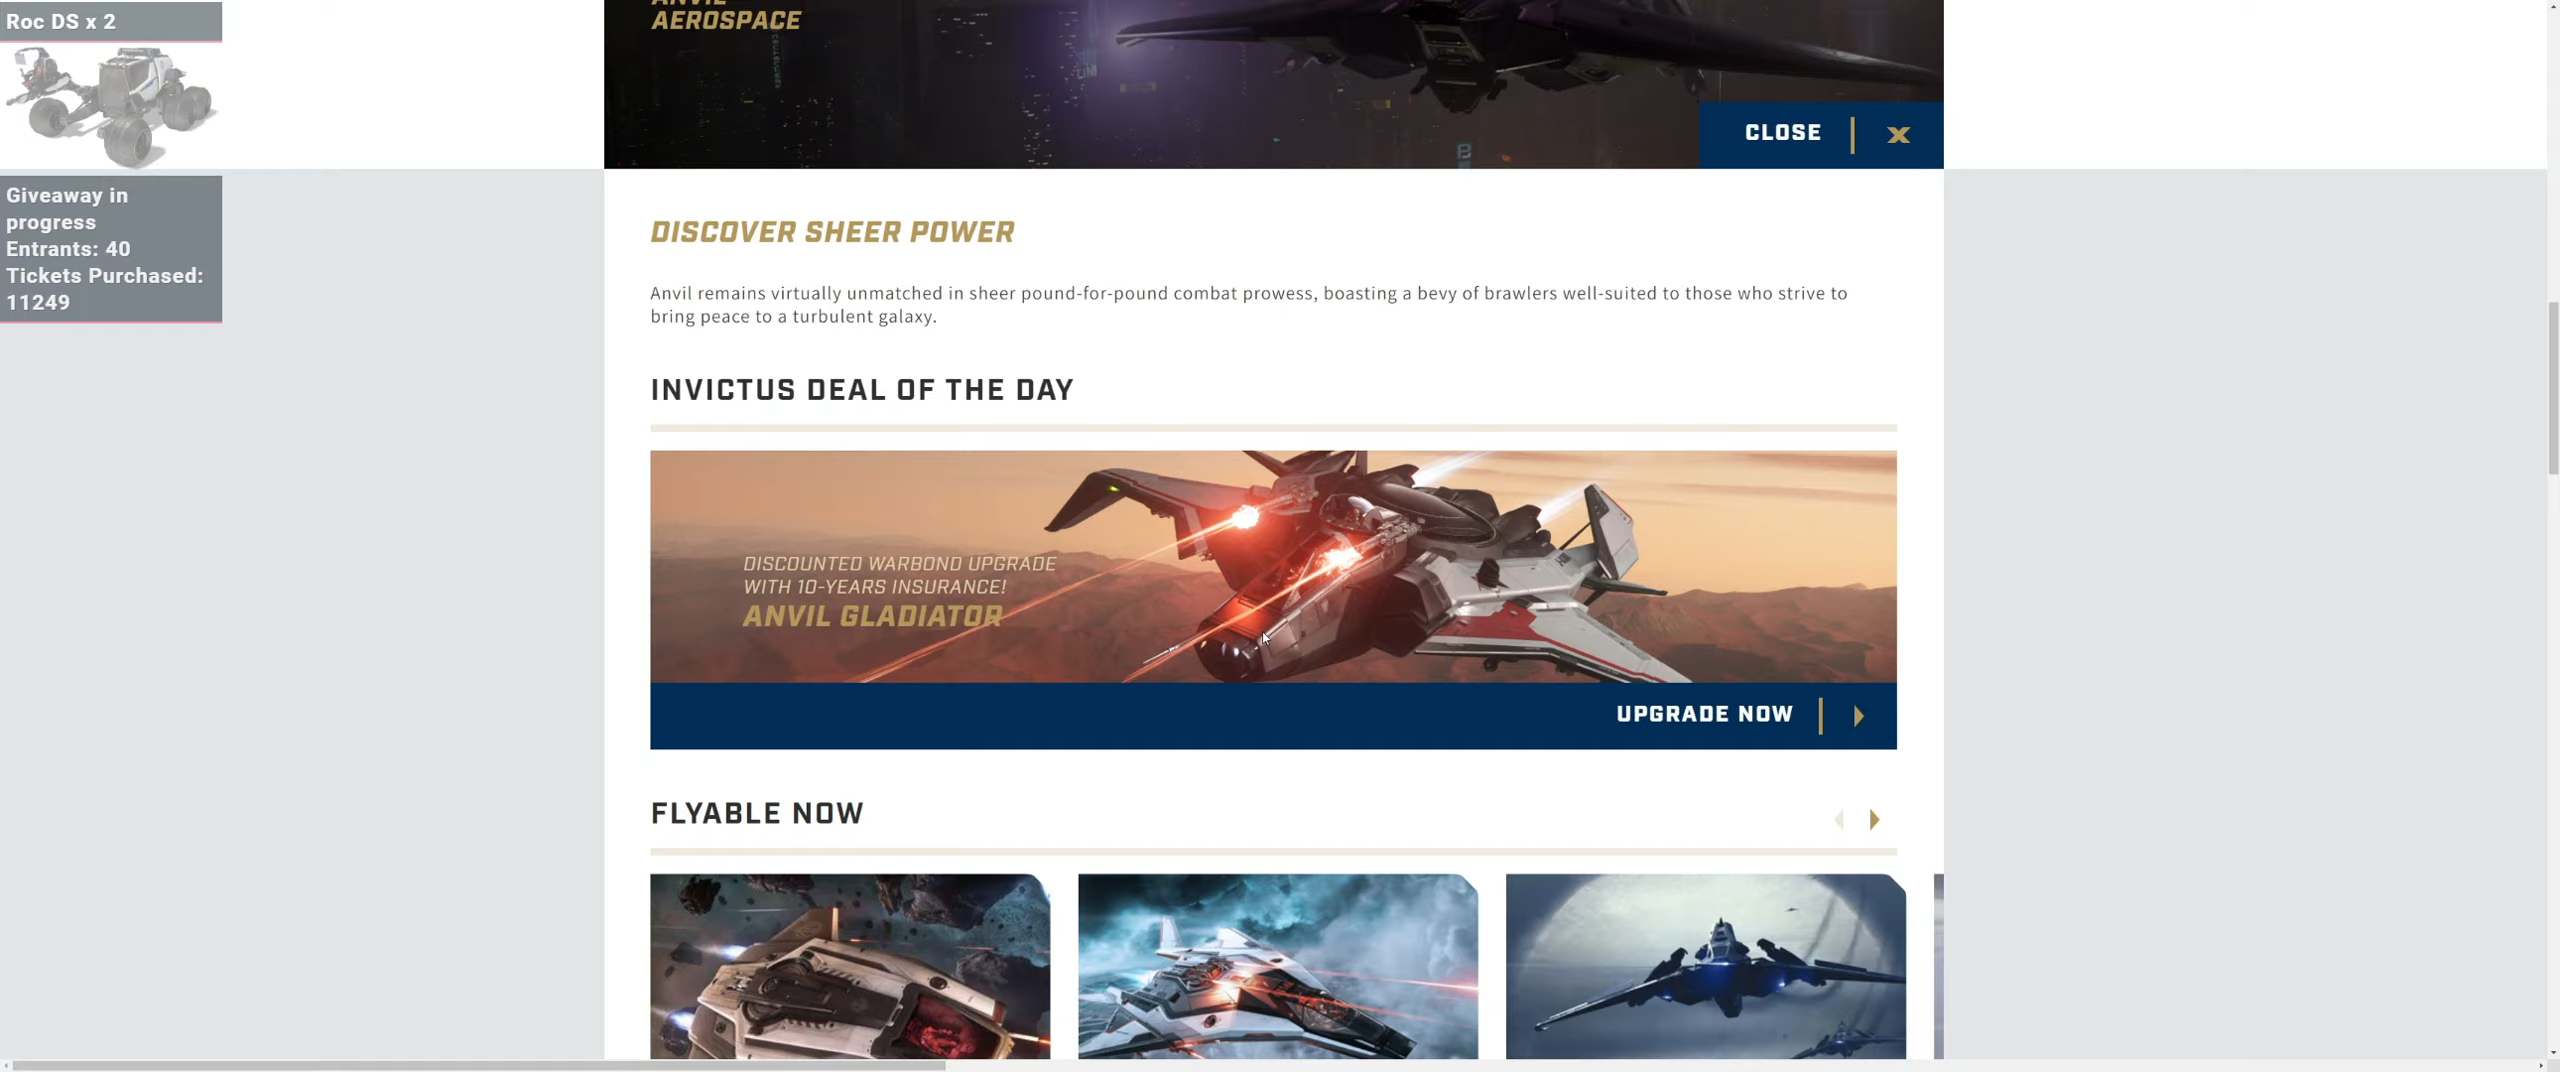 Roc DS x 2
Giveaway in
progress
Entrants: 40
Tickets Purchased:
11249
ANVIL
AEROSPACE
CLOSE
DISCOVER SHEER POWER
Anvil remains virtually unmatched in sheer pound-for-pound combat prowess, boasting a bevy of brawlers well-suited to those who strive to
bring peace to a turbulent galaxy.
INVICTUS DEAL OF THE DAY
DISCOUNTED WARBOND UPGRADE
WITH 10-YEARS INSURANCE!
ANVIL GLADIATOR
UPGRADE NOW
FLYABLE NOW